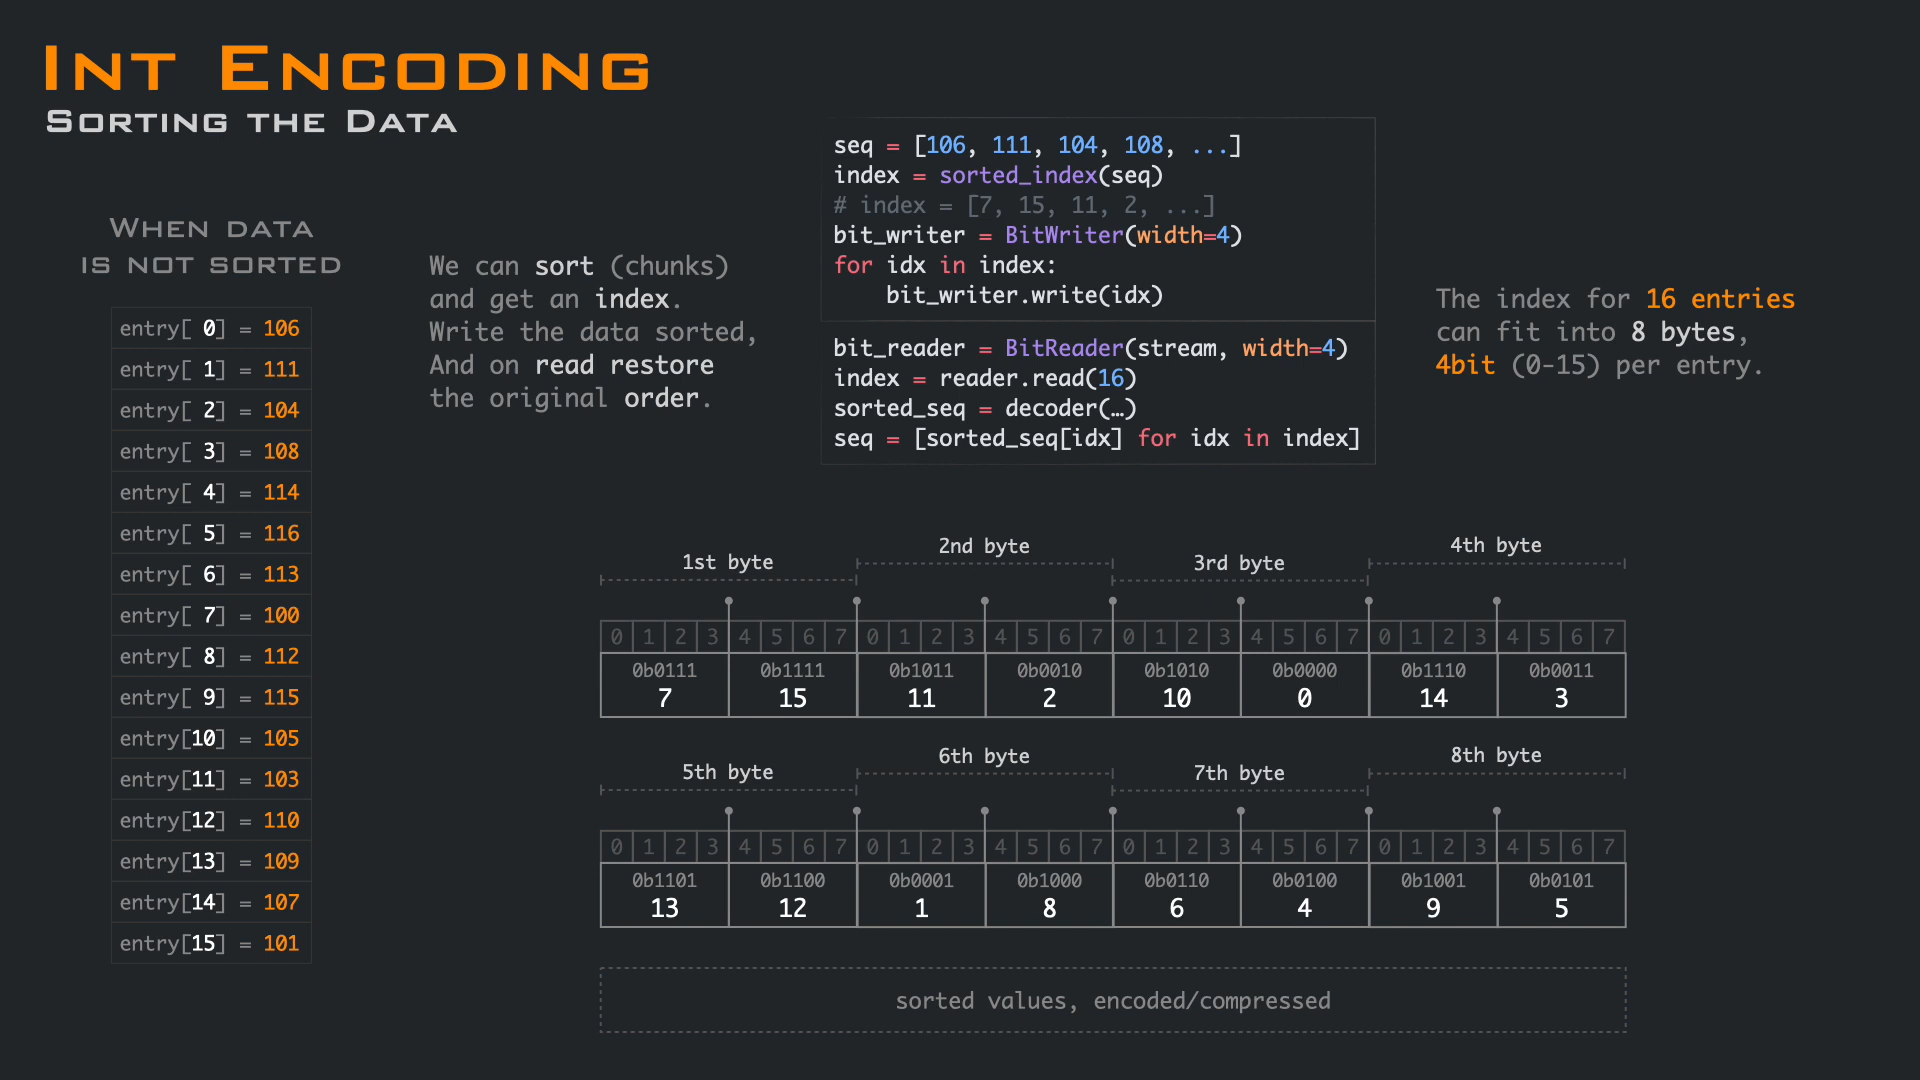 INT ENCODING
SORTING THE DATA
WHEN DATA
IS NOT SORTED
entry[ 0] = 106
entry[ 1] = 111
entry[ 2] = 104
entry[ 3] = 108
entry[ 4] = 114
entry[ 5] = 116
entry[ 6] = 113
entry[ 7] = 100
entry[ 8] = 112
entry[ 9] = 115
entry[10] = 105
entry[11] = 103
entry[12] = 110
entry[13] = 109
entry[14] = 107
entry[15] = 101
We can sort (chunks)
and get an index.
Write the data sorted,
And on read restore
the original order.
seq = [106, 111, 104, 108, ...]
index = sorted_index(seq)
# index = [7, 15, 11, 2, ...]
bit_writer = BitWriter(width=4)
for idx in index:
    bit_writer.write(idx)
bit_reader = BitReader(stream, width=4)
index = reader.read(16)
sorted_seq = decoder(…)
seq = [sorted_seq[idx] for idx in index]
The index for 16 entries
can fit into 8 bytes,
4bit (0-15) per entry.
1st byte 2nd byte 3rd byte 4th byte
0 1 2 3 4 5 6 7 0 1 2 3 4 5 6 7 0 1 2 3 4 5 6 7 0 1 2 3 4 5 6 7
0b0111 0b1111 0b1011 0b0010 0b1010 0b0000 0b1110 0b0011
7 15 11 2 10 0 14 3
5th byte 6th byte 7th byte 8th byte
0 1 2 3 4 5 6 7 0 1 2 3 4 5 6 7 0 1 2 3 4 5 6 7 0 1 2 3 4 5 6 7
0b1101 0b1100 0b0001 0b1000 0b0110 0b0100 0b1001 0b0101
13 12 1 8 6 4 9 5
sorted values, encoded/compressed